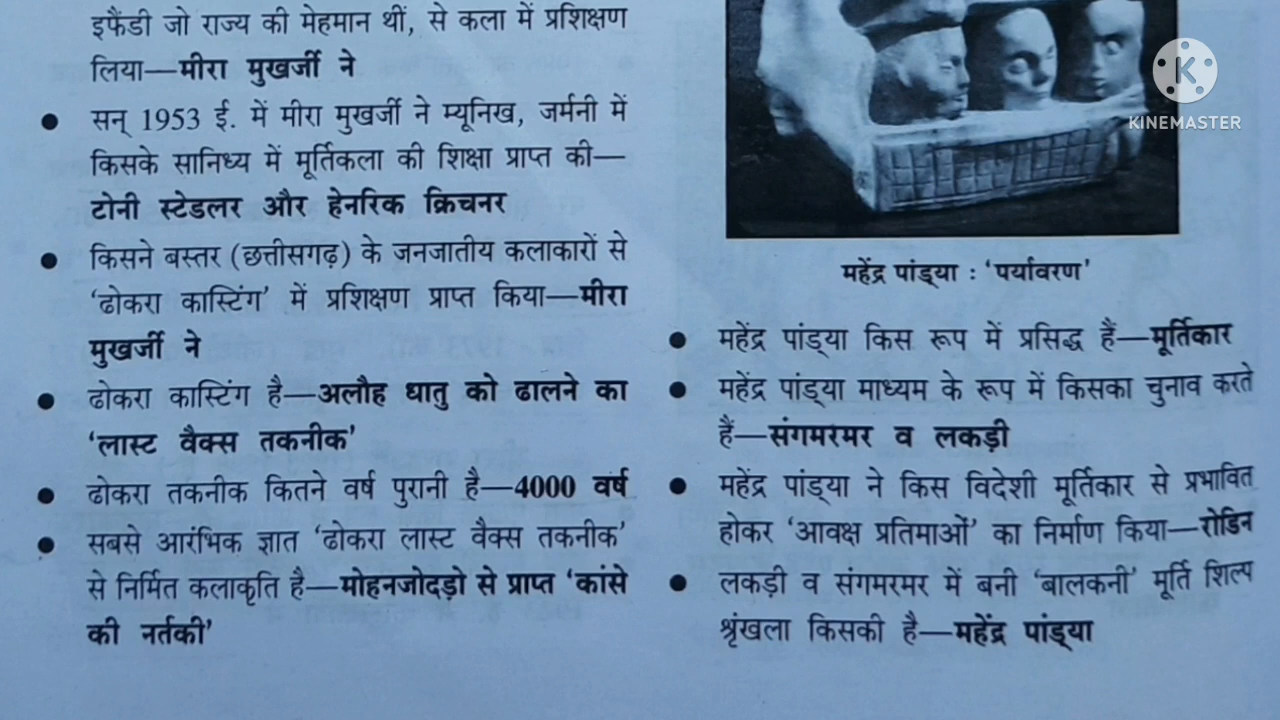 इफैंडी जो राज्य की मेहमान थीं, से कला में प्रशिक्षण
लिया—मीरा मुखर्जी ने
● सन् 1953 ई. में मीरा मुखर्जी ने म्यूनिख, जर्मनी में
किसके सानिध्य में मूर्तिकला की शिक्षा प्राप्त की—
टोनी स्टेडलर और हेनरिक क्रिचनर
● किसने बस्तर (छत्तीसगढ़) के जनजातीय कलाकारों से
'ढोकरा कास्टिंग' में प्रशिक्षण प्राप्त किया—मीरा
मुखर्जी ने
● ढोकरा कास्टिंग है—अलौह धातु को ढालने का
'लास्ट वैक्स तकनीक'
● ढोकरा तकनीक कितने वर्ष पुरानी है—4000 वर्ष
● सबसे आरंभिक ज्ञात 'ढोकरा लास्ट वैक्स तकनीक'
से निर्मित कलाकृति है—मोहनजोदड़ो से प्राप्त 'कांसे
की नर्तकी'
KINEMASTER
महेंद्र पांड्या : 'पर्यावरण'
● महेंद्र पांड्या किस रूप में प्रसिद्ध हैं—मूर्तिकार
● महेंद्र पांड्या माध्यम के रूप में किसका चुनाव करते
हैं—संगमरमर व लकड़ी
● महेंद्र पांड्या ने किस विदेशी मूर्तिकार से प्रभावित
होकर 'आवक्ष प्रतिमाओं' का निर्माण किया—रोडिन
● लकड़ी व संगमरमर में बनी 'बालकनी' मूर्ति शिल्प
श्रृंखला किसकी है—महेंद्र पांड्या